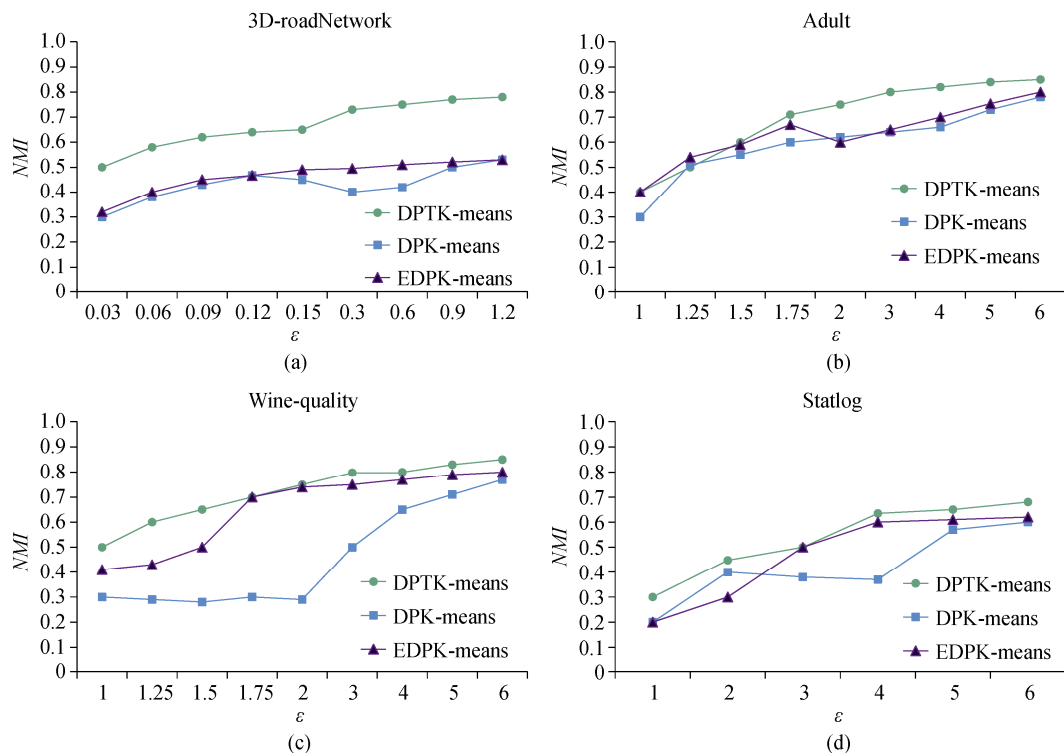 3D-roadNetwork
1.0
0.9
0.8
0.7
0.6
0.5
0.4
0.3
0.2
0.1
0
NMI
DPTK-means
DPK-means
EDPK-means
0.03 0.06 0.09 0.12 0.15 0.3 0.6 0.9 1.2
ε
(a)
Adult
1.0
0.9
0.8
0.7
0.6
0.5
0.4
0.3
0.2
0.1
0
NMI
DPTK-means
DPK-means
EDPK-means
1 1.25 1.5 1.75 2 3 4 5 6
ε
(b)
Wine-quality
1.0
0.9
0.8
0.7
0.6
0.5
0.4
0.3
0.2
0.1
0
NMI
DPTK-means
DPK-means
EDPK-means
1 1.25 1.5 1.75 2 3 4 5 6
ε
(c)
Statlog
1.0
0.9
0.8
0.7
0.6
0.5
0.4
0.3
0.2
0.1
0
NMI
DPTK-means
DPK-means
EDPK-means
1 2 3 4 5 6
ε
(d)